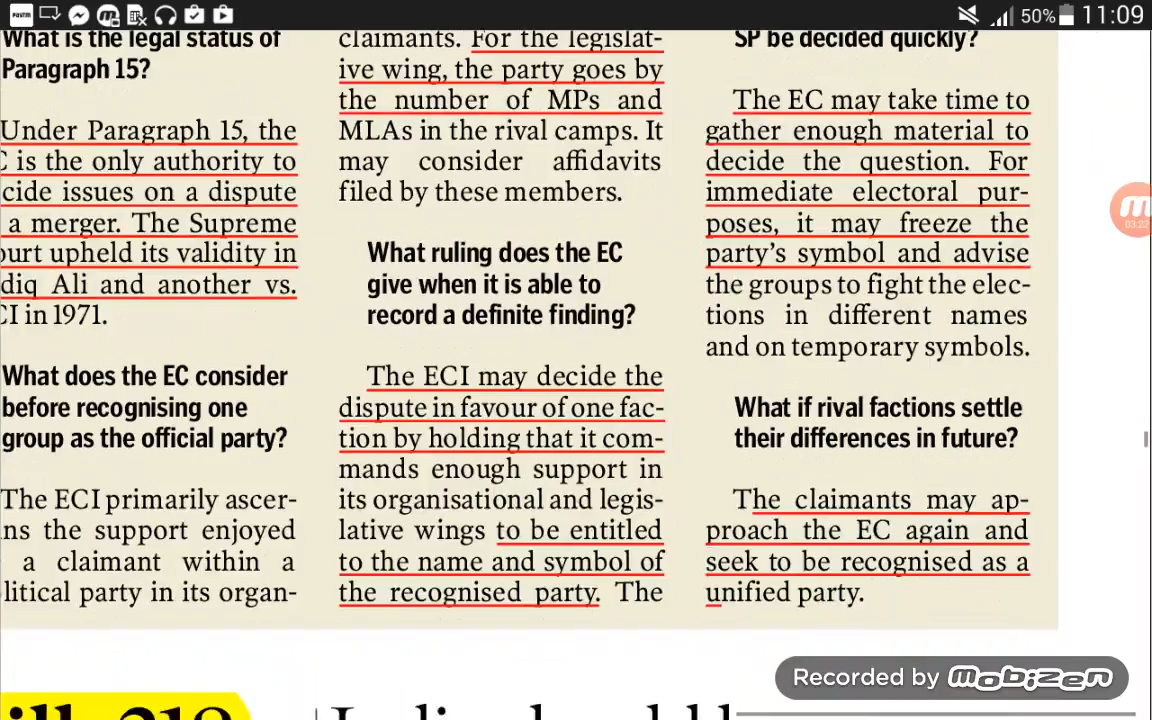 Paytm
50%
11:09
What is the legal status of
Paragraph 15?
Under Paragraph 15, the
C is the only authority to
cide issues on a dispute
a merger. The Supreme
ourt upheld its validity in
diq Ali and another vs.
CI in 1971.
What does the EC consider
before recognising one
group as the official party?
The ECI primarily ascer-
ns the support enjoyed
a claimant within a
litical party in its organ-
claimants. For the legislat-
ive wing, the party goes by
the number of MPs and
MLAs in the rival camps. It
may consider affidavits
filed by these members.
What ruling does the EC
give when it is able to
record a definite finding?
The ECI may decide the
dispute in favour of one fac-
tion by holding that it com-
mands enough support in
its organisational and legis-
lative wings to be entitled
to the name and symbol of
the recognised party. The
SP be decided quickly?
The EC may take time to
gather enough material to
decide the question. For
immediate electoral pur-
poses, it may freeze the
party's symbol and advise
the groups to fight the elec-
tions in different names
and on temporary symbols.
What if rival factions settle
their differences in future?
The claimants may ap-
proach the EC again and
seek to be recognised as a
unified party.
03:22
Recorded by mobizen